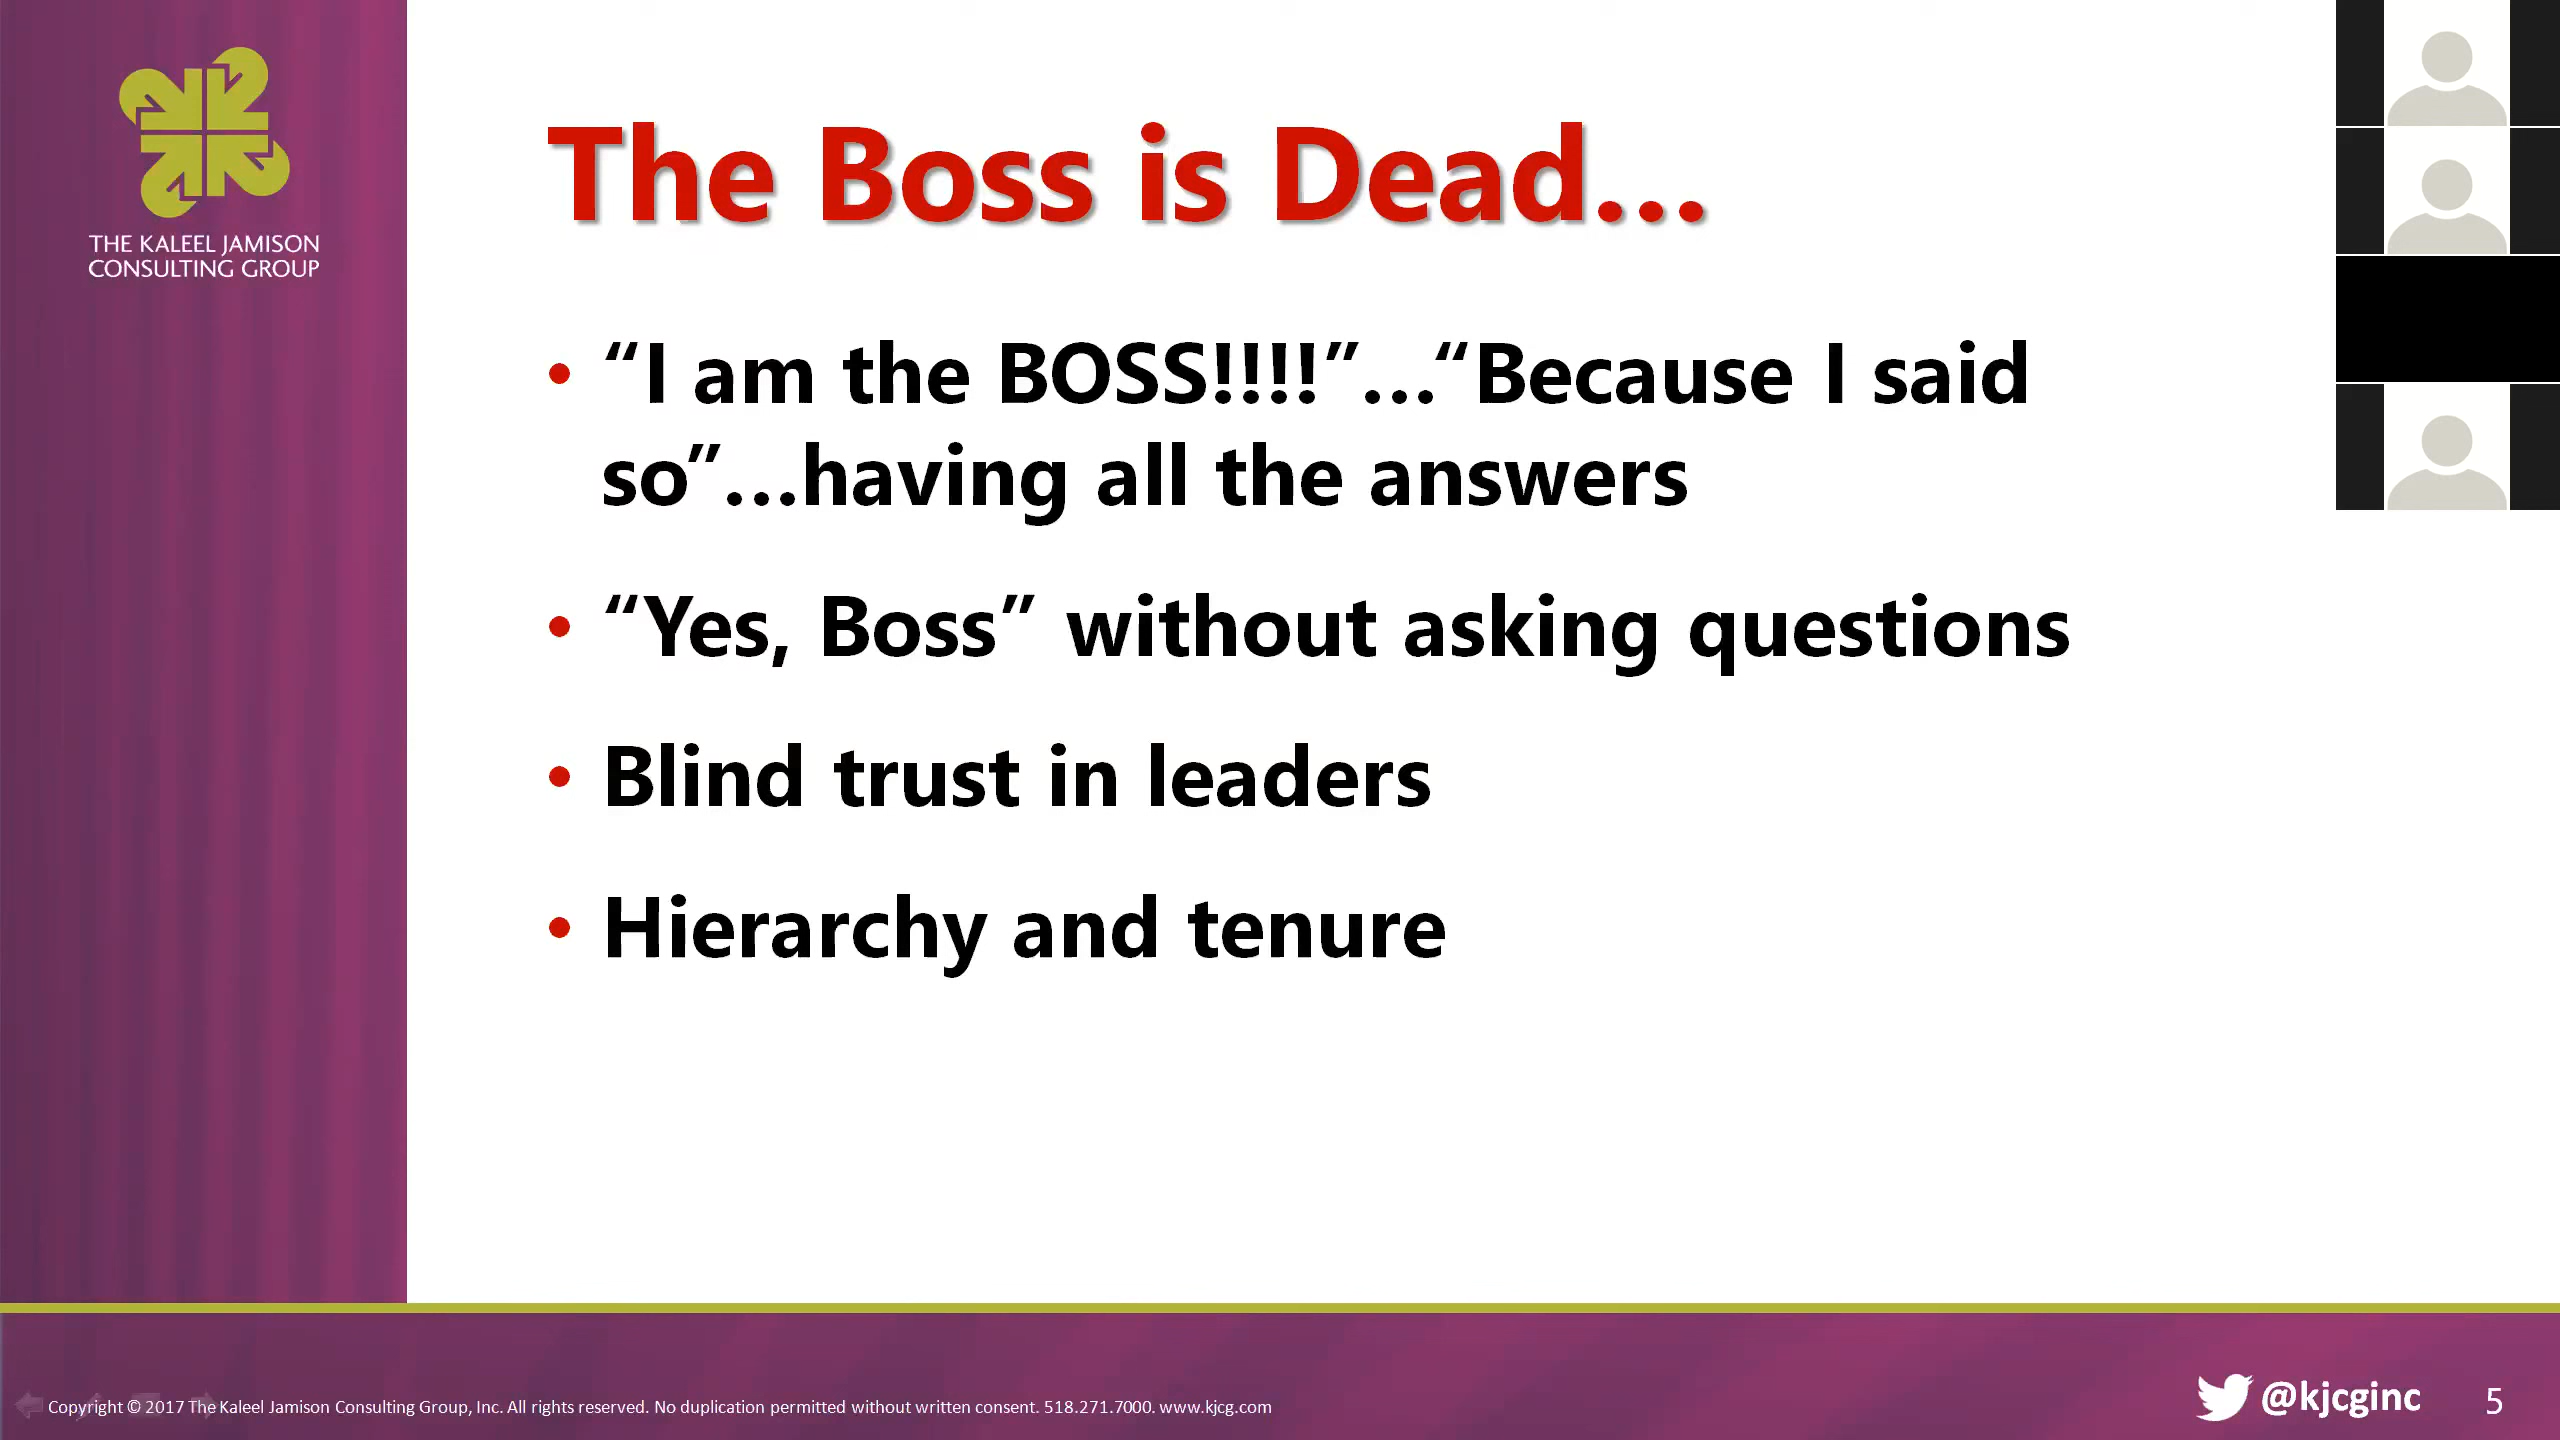 THE KALEEL JAMISON
CONSULTING GROUP
The Boss is Dead...
• “I am the BOSS!!!!”...“Because I said
so”...having all the answers
• “Yes, Boss” without asking questions
• Blind trust in leaders
• Hierarchy and tenure
Copyright © 2017 The Kaleel Jamison Consulting Group, Inc. All rights reserved. No duplication permitted without written consent. 518.271.7000. www.kjcg.com
@kjcginc
5